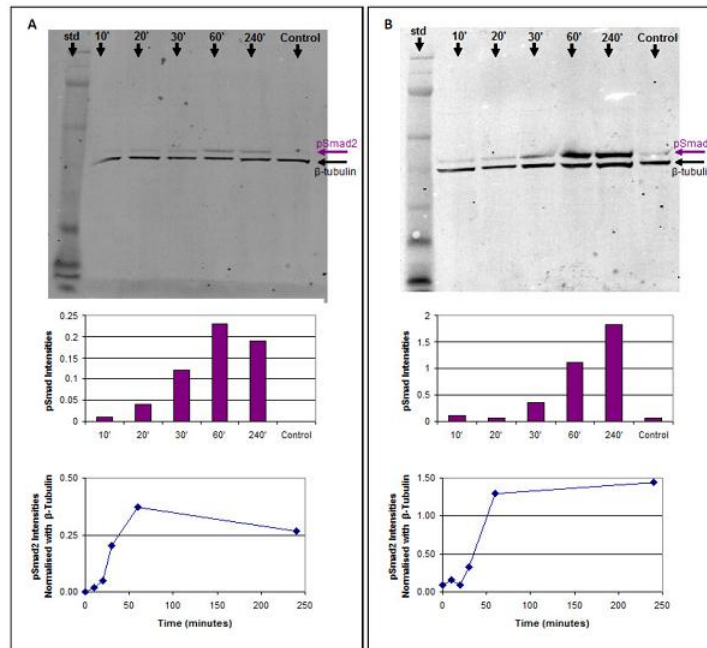 A
std 10' 20' 30' 60' 240' Control
pSmad2
β-tubulin
pSmad Intensities
0.25
0.2
0.15
0.1
0.05
0
10' 20' 30' 60' 240' Control
pSmad2 Intensities
Normalised with β-Tubulin
0.50
0.25
0.00
0 50 100 150 200 250
Time (minutes)
B
std 10' 20' 30' 60' 240' Control
pSmad
β-tubulin
pSmad Intensities
2
1.5
1
0.5
0
10' 20' 30' 60' 240' Control
pSmad2 Intensities
Normalised with β-Tubulin
1.50
1.00
0.50
0.00
0 50 100 150 200 250
Time (minutes)